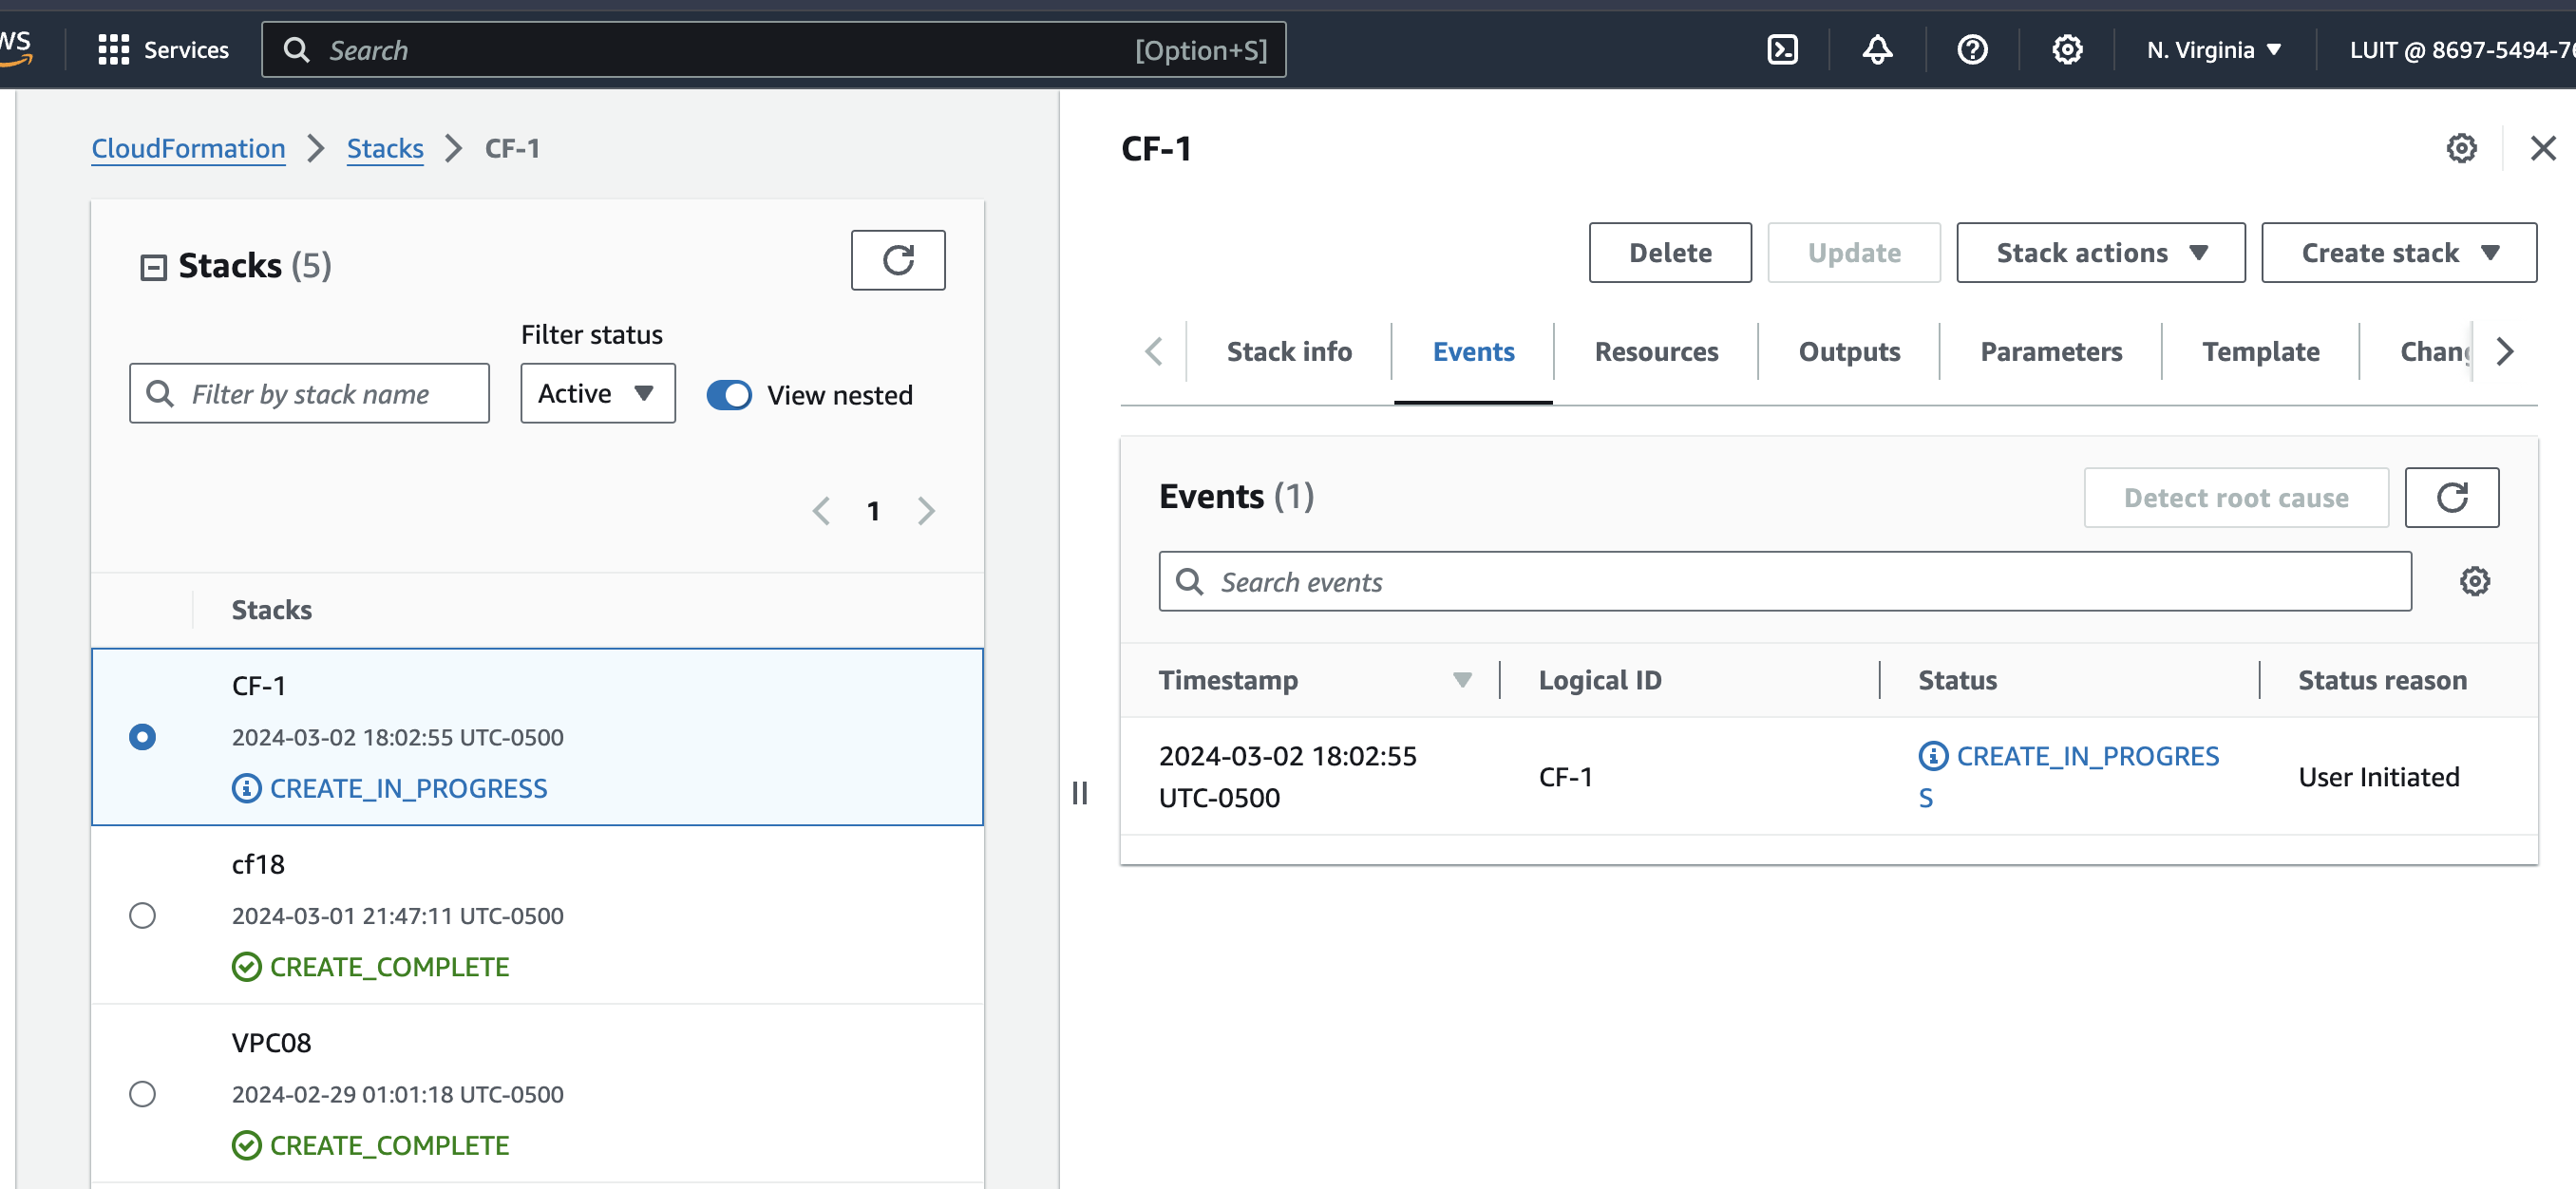 Services
Search [Option+S]
N. Virginia
LUIT @ 8697-5494-
CloudFormation
Stacks
CF-1
Stacks (5)
Filter status
Filter by stack name
Active
View nested
1
Stacks
CF-1
2024-03-02 18:02:55 UTC-0500
CREATE_IN_PROGRESS
cf18
2024-03-01 21:47:11 UTC-0500
CREATE_COMPLETE
VPC08
2024-02-29 01:01:18 UTC-0500
CREATE_COMPLETE
CF-1
Delete
Update
Stack actions
Create stack
Stack info
Events
Resources
Outputs
Parameters
Template
Chang
Events (1)
Detect root cause
Search events
Timestamp
Logical ID
Status
Status reason
2024-03-02 18:02:55
UTC-0500
CF-1
CREATE_IN_PROGRES
S
User Initiated